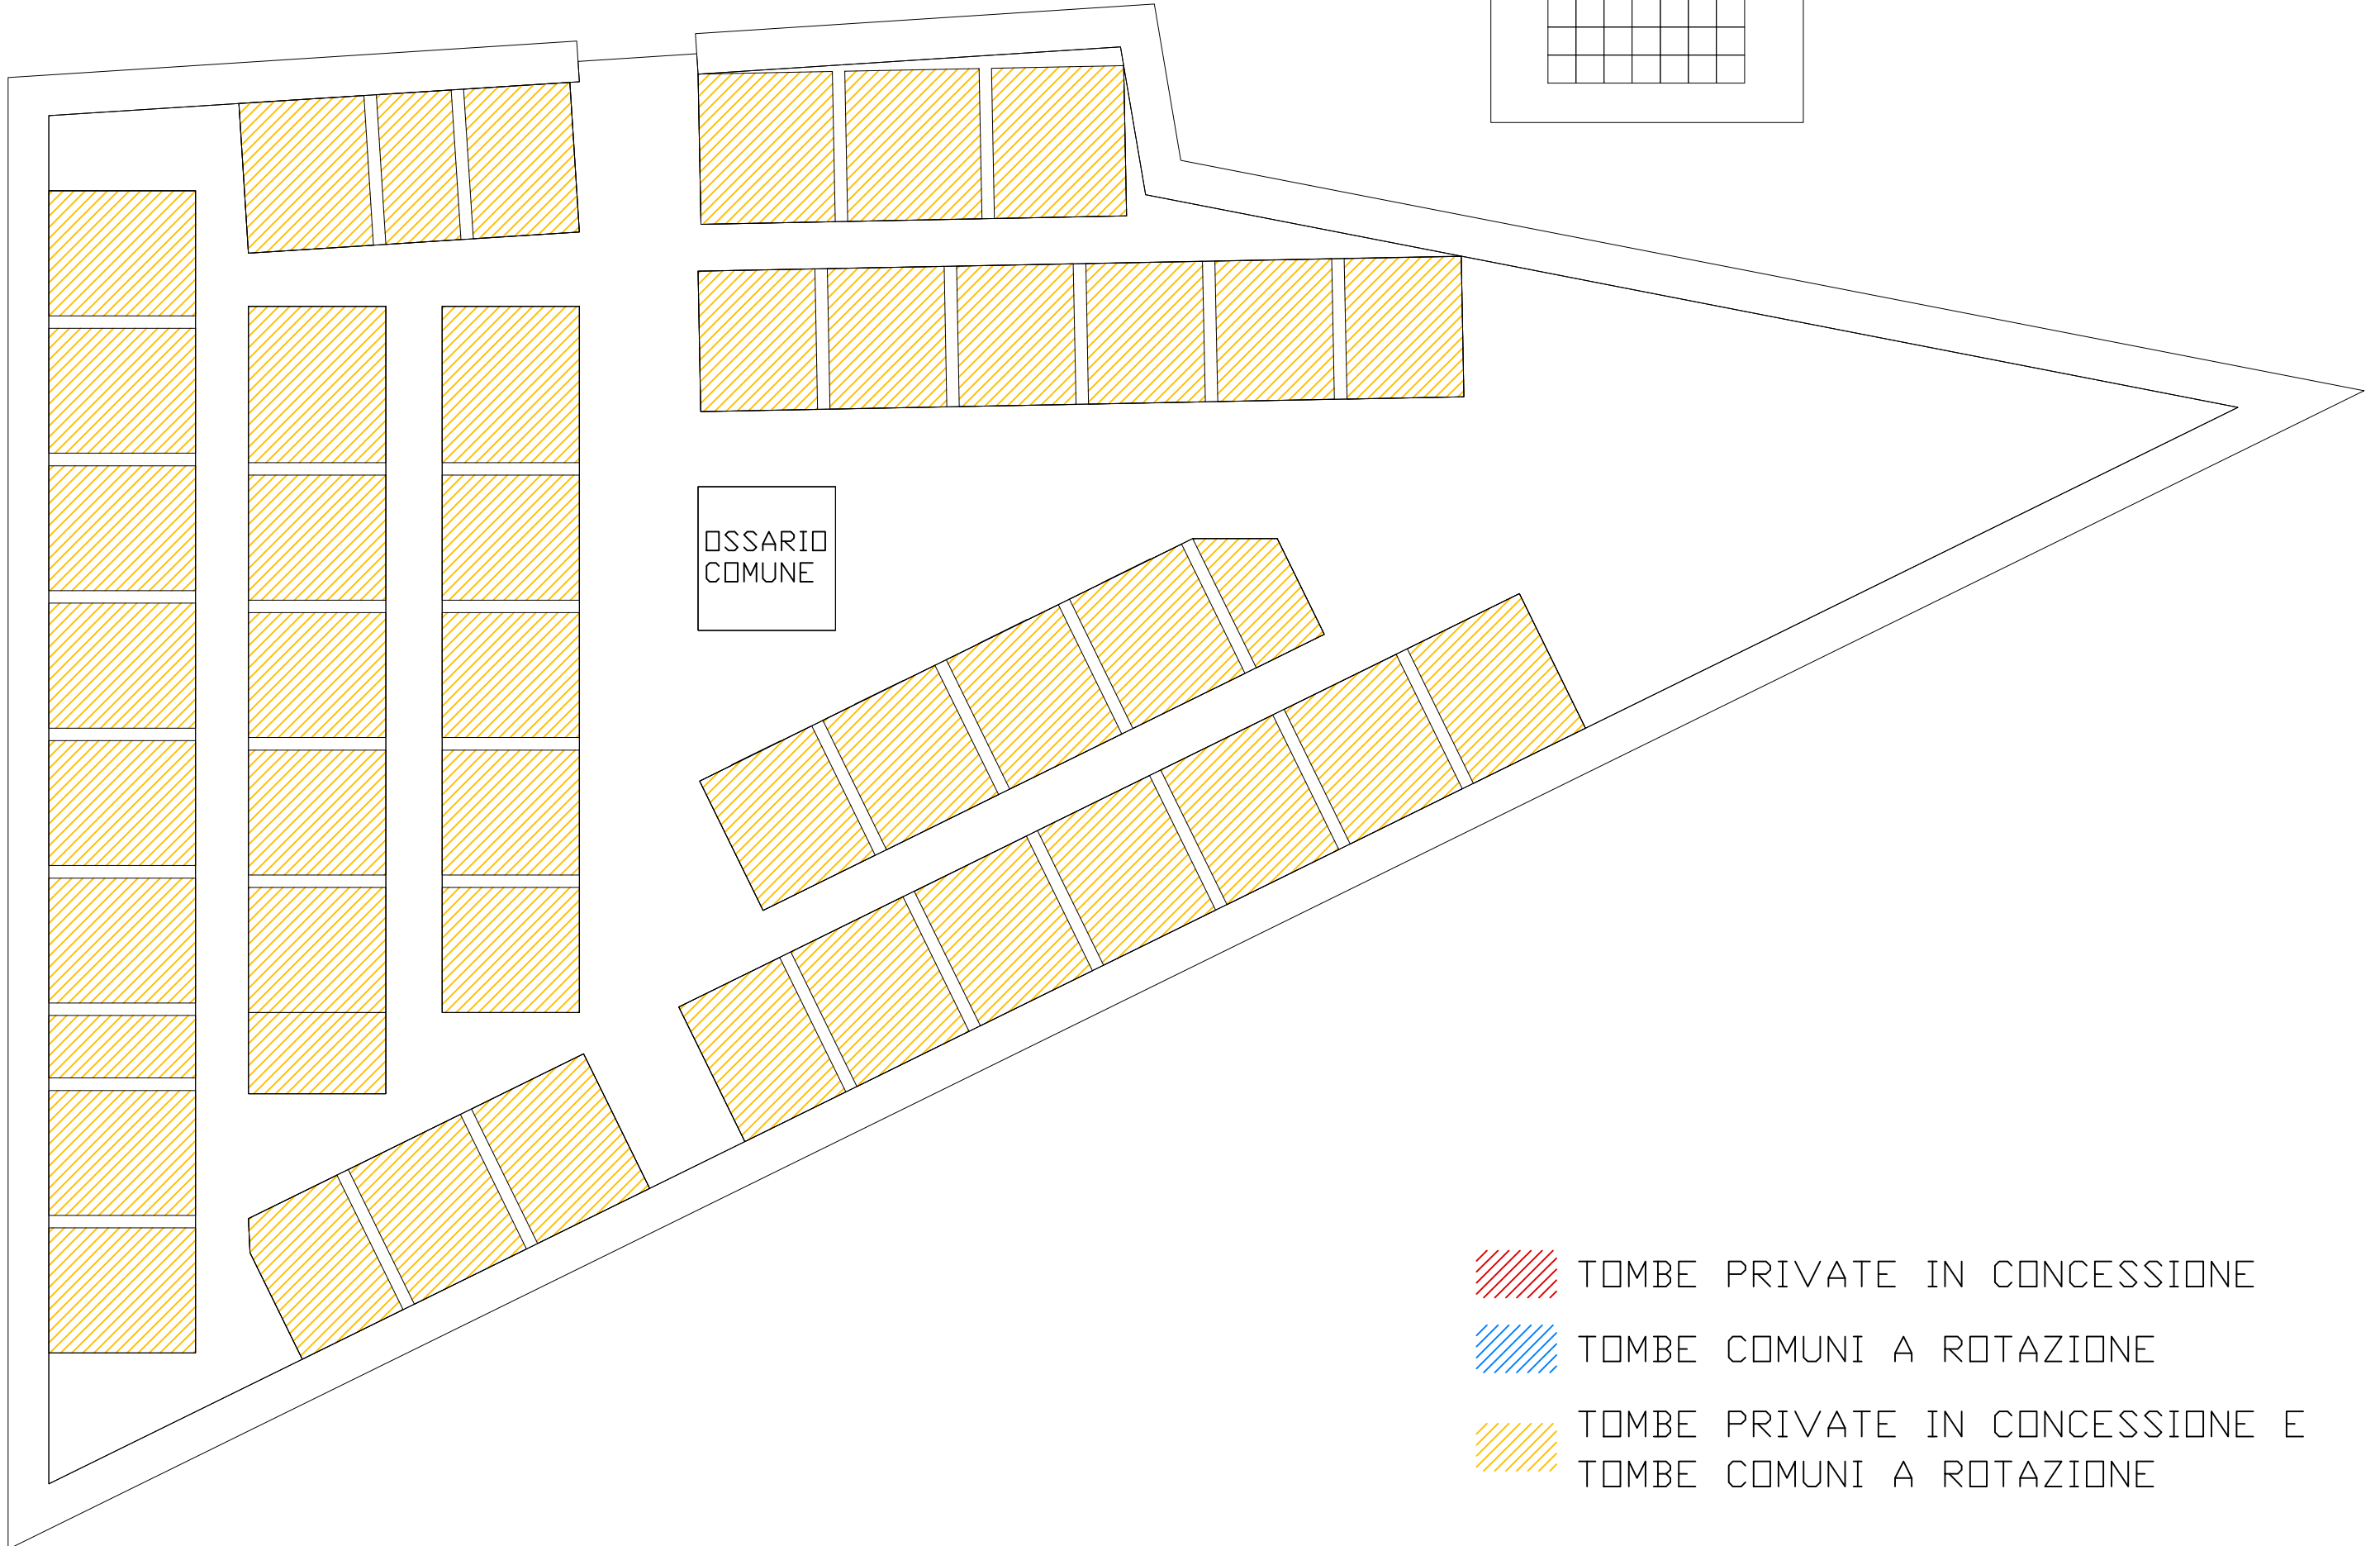 OSSARIO
COMUNE
TOMBE PRIVATE IN CONCESSIONE
TOMBE COMUNI A ROTAZIONE
TOMBE PRIVATE IN CONCESSIONE E
TOMBE COMUNI A ROTAZIONE